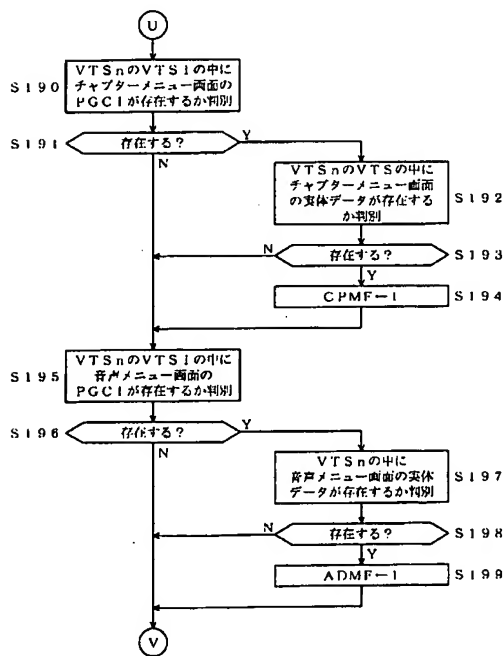 U
S190
VTSnのVTSIの中に
チャプターメニュー画面の
PGCIが存在するか判別
S191
存在する?
Y
N
VTSnのVTSの中に
チャプターメニュー画面
の実体データが存在する
か判別
S192
N
存在する?
S193
Y
CPMF←1
S194
S195
VTSnのVTSIの中に
音声メニュー画面の
PGCIが存在するか判別
S196
存在する?
Y
N
VTSnの中に
音声メニュー画面の実体
データが存在するか判別
S197
N
存在する?
S198
Y
ADMF←1
S199
V